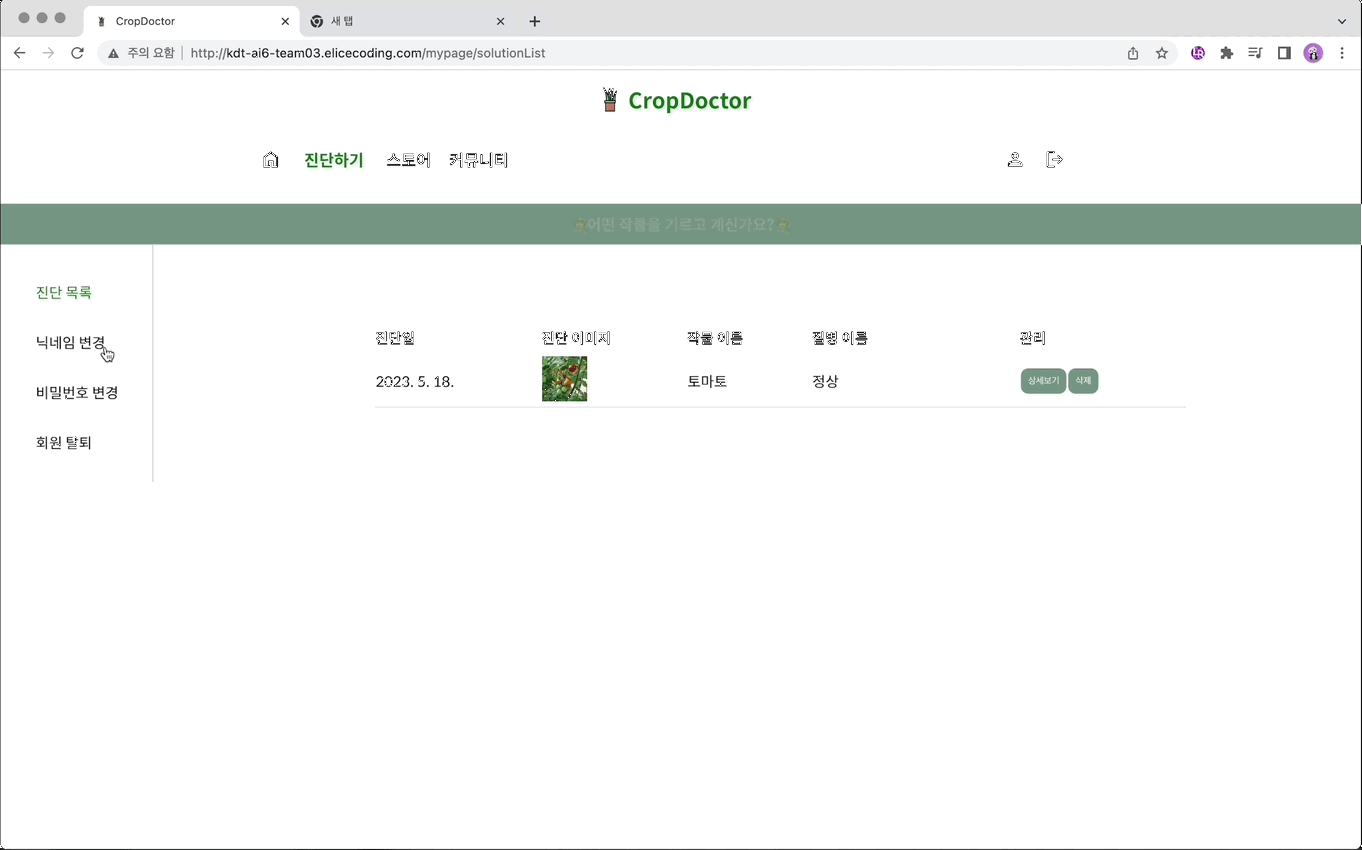 CropDoctor
새 탭
주의 요함 http://kdt-ai6-team03.elicecoding.com/mypage/solutionList
CropDoctor
진단하기 스토어 커뮤니티
어떤 작물을 기르고 계신가요?
진단 목록
닉네임 변경
비밀번호 변경
회원 탈퇴
진단일 진단 이미지 작물 이름 질병 이름 관리
2023. 5. 18. 토마토 정상 상세보기 삭제